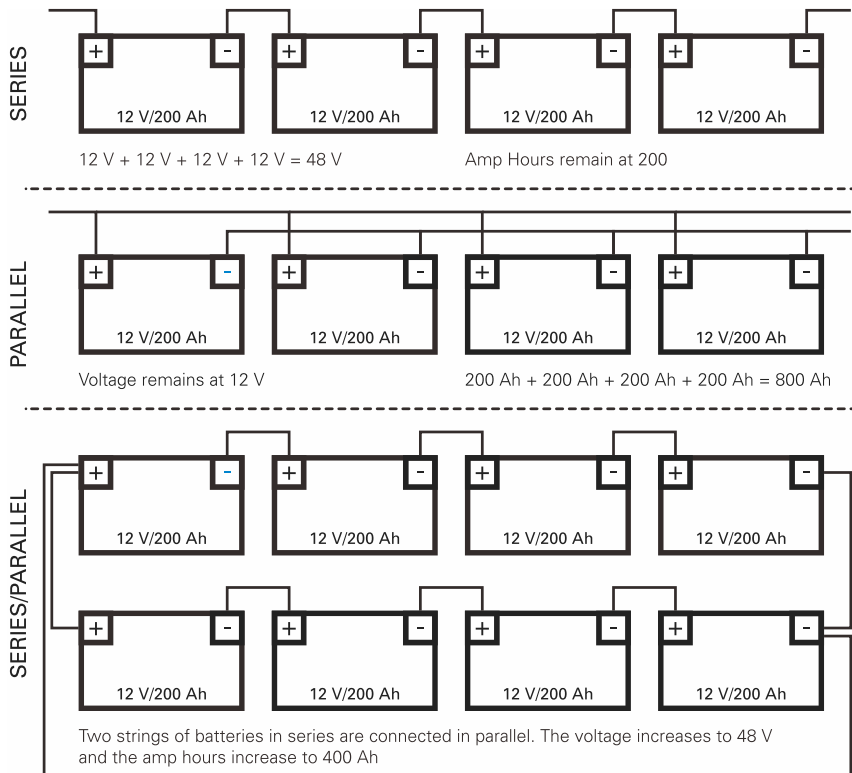 SERIES
+ - + - + - + -
12 V/200 Ah 12 V/200 Ah 12 V/200 Ah 12 V/200 Ah
12 V + 12 V + 12 V + 12 V = 48 V
Amp Hours remain at 200
PARALLEL
+ - + - + - + -
12 V/200 Ah 12 V/200 Ah 12 V/200 Ah 12 V/200 Ah
Voltage remains at 12 V
200 Ah + 200 Ah + 200 Ah + 200 Ah = 800 Ah
SERIES/PARALLEL
+ - + - + - + -
12 V/200 Ah 12 V/200 Ah 12 V/200 Ah 12 V/200 Ah
+ - + - + - + -
12 V/200 Ah 12 V/200 Ah 12 V/200 Ah 12 V/200 Ah
Two strings of batteries in series are connected in parallel. The voltage increases to 48 V
and the amp hours increase to 400 Ah